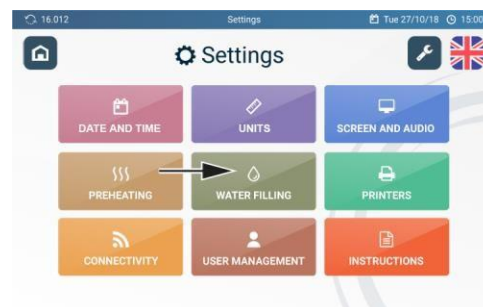 16.012 Settings Tue 27/10/18 15:00
Settings
DATE AND TIME UNITS SCREEN AND AUDIO
PREHEATING WATER FILLING PRINTERS
CONNECTIVITY USER MANAGEMENT INSTRUCTIONS